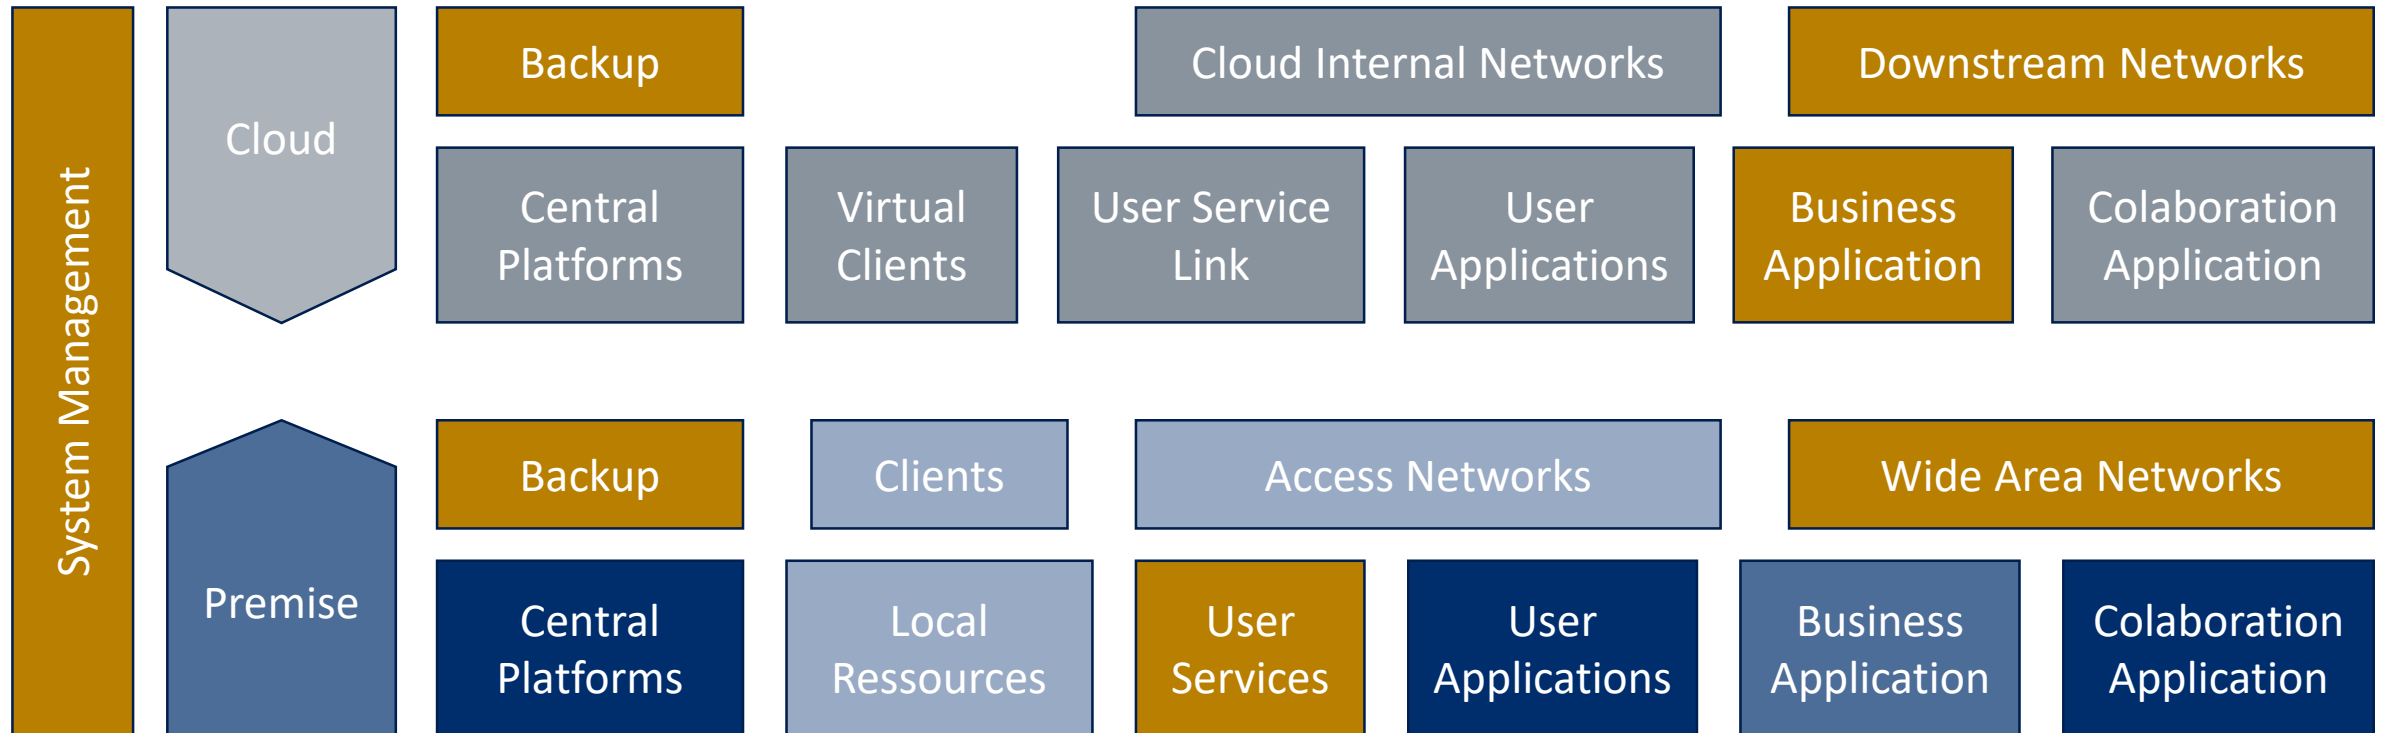 System Management
Cloud
Backup
Cloud Internal Networks
Downstream Networks
Central
Platforms
Virtual
Clients
User Service
Link
User
Applications
Business
Application
Colaboration
Application
Premise
Backup
Clients
Access Networks
Wide Area Networks
Central
Platforms
Local
Ressources
User
Services
User
Applications
Business
Application
Colaboration
Application